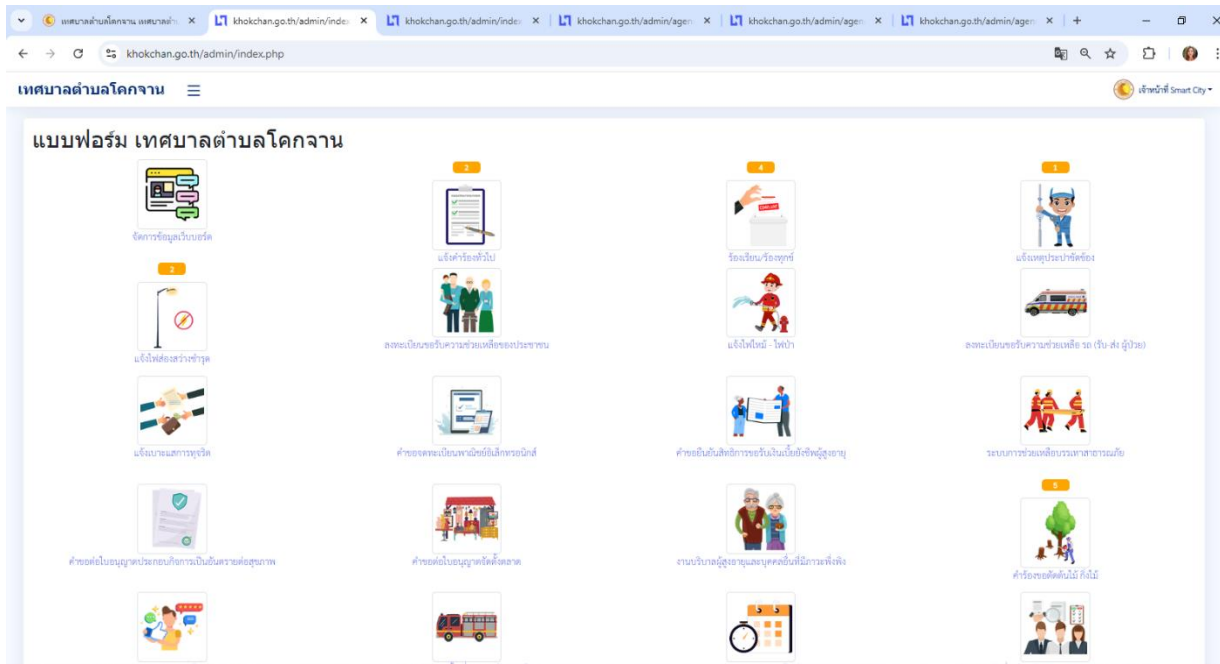 เทศบาลตำบลโคกจาน เทศบาลตำ
khokchan.go.th/admin/inde
khokchan.go.th/admin/inde
khokchan.go.th/admin/agen
khokchan.go.th/admin/agen
khokchan.go.th/admin/agen
khokchan.go.th/admin/index.php
เทศบาลตำบลโคกจาน
เจ้าหน้าที่ Smart City
แบบฟอร์ม เทศบาลตำบลโคกจาน
2
4
1
COMPLAINT
จัดการข้อมูลเว็บบอร์ด
แจ้งคำร้องทั่วไป
ร้องเรียน/ร้องทุกข์
แจ้งเหตุประปาขัดข้อง
2
แจ้งไฟส่องสว่างชำรุด
ลงทะเบียนขอรับความช่วยเหลือของประชาชน
แจ้งไฟไหม้ - ไฟป่า
ลงทะเบียนขอรับความช่วยเหลือ รถ (รับ-ส่ง ผู้ป่วย)
แจ้งเบาะแสการทุจริต
คำขอจดทะเบียนพาณิชย์อิเล็กทรอนิกส์
คำขอยืนยันสิทธิการขอรับเงินเบี้ยยังชีพผู้สูงอายุ
ระบบการช่วยเหลือบรรเทาสาธารณภัย
5
คำขอต่อใบอนุญาตประกอบกิจการเป็นอันตรายต่อสุขภาพ
คำขอต่อใบอนุญาตจัดตั้งตลาด
งานบริบาลผู้สูงอายุและบุคคลอื่นที่มีภาวะพึ่งพิง
คำร้องขอตัดต้นไม้ กิ่งไม้